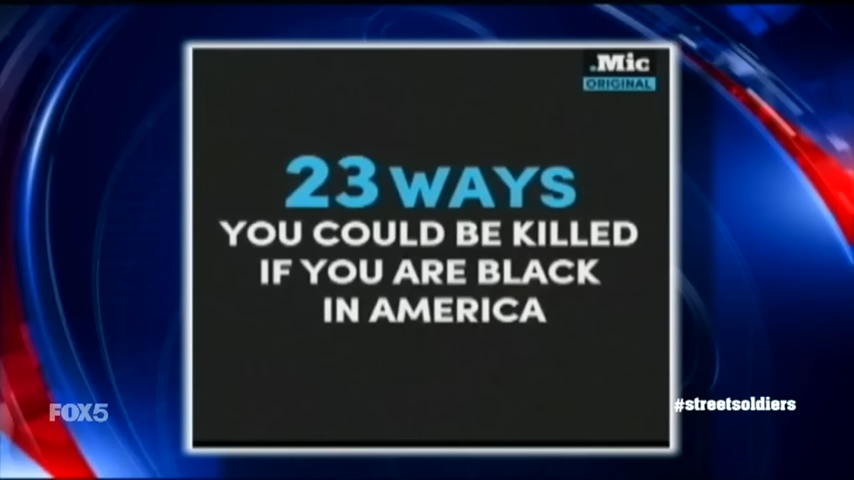 .Mic
ORIGINAL
23 WAYS
YOU COULD BE KILLED
IF YOU ARE BLACK
IN AMERICA
FOX5
#streetsoldiers